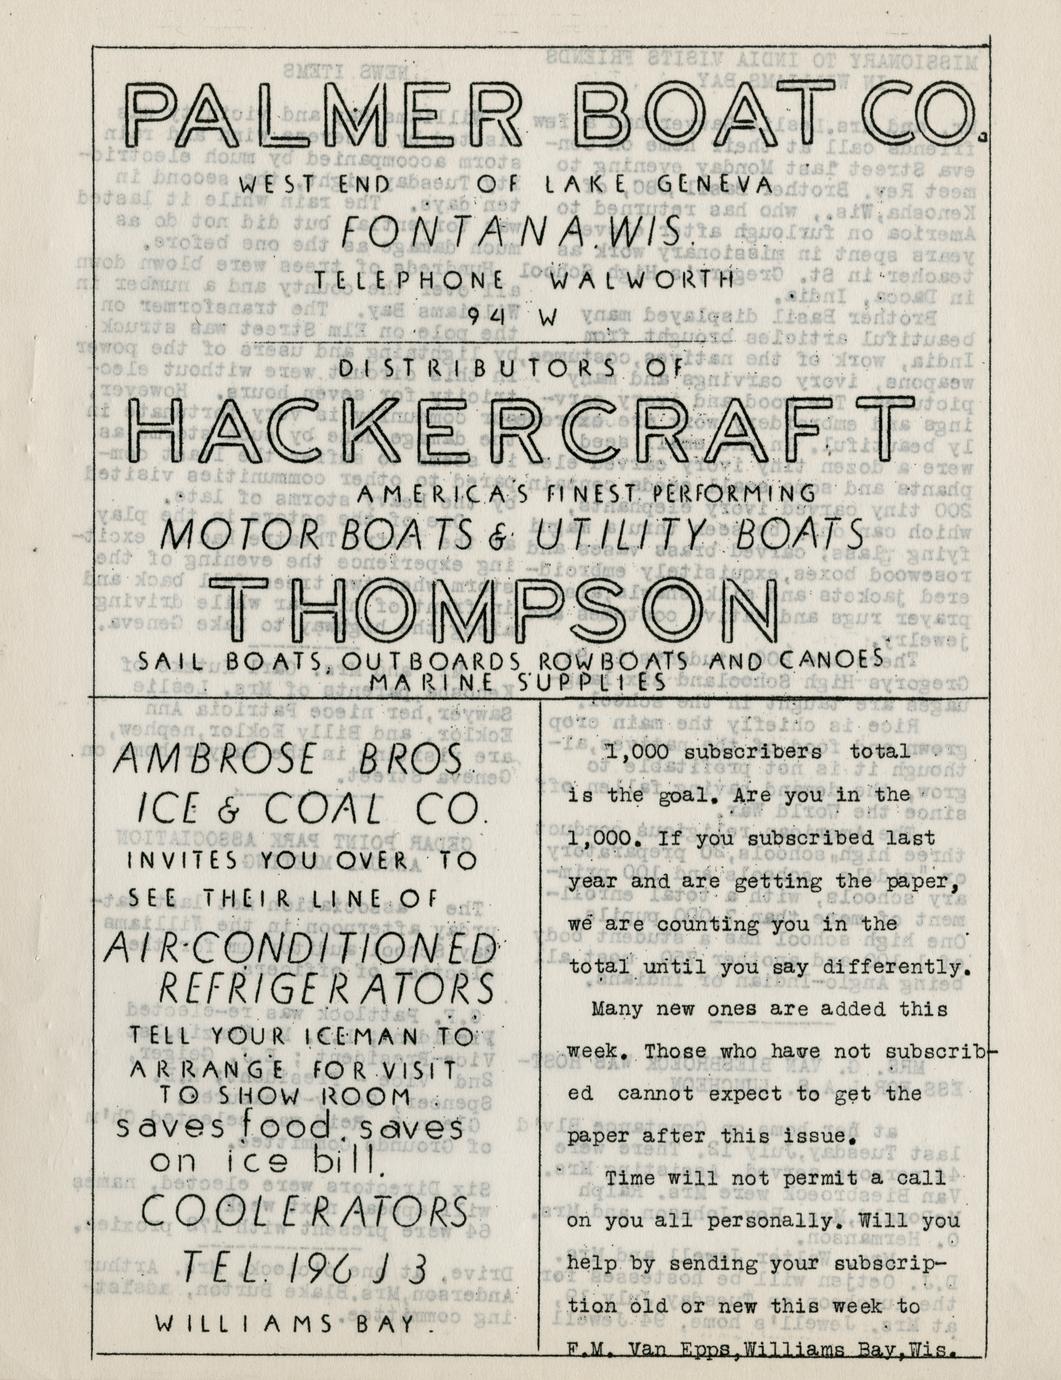 PALMER BOAT CO.
WEST END OF LAKE GENEVA
FONTANA.WIS.
TELEPHONE WALWORTH
94 W
DISTRIBUTORS OF
HACKERCRAFT
AMERICA'S FINEST PERFORMING
MOTOR BOATS & UTILITY BOATS
THOMPSON
SAIL BOATS, OUTBOARDS ROWBOATS AND CANOES
MARINE SUPPLIES
AMBROSE BROS.
ICE & COAL CO.
INVITES YOU OVER TO
SEE THEIR LINE OF
AIR-CONDITIONED
REFRIGERATORS
TELL YOUR ICEMAN TO
ARRANGE FOR VISIT
TO SHOW ROOM.
saves food. saves
on ice bill.
COOLERATORS
TEL. 196 J 3
WILLIAMS BAY.
1,000 subscribers total
is the goal. Are you in the
1,000. If you subscribed last
year and are getting the paper,
we are counting you in the
total until you say differently.
Many new ones are added this
week. Those who have not subscrib-
ed cannot expect to get the
paper after this issue.
Time will not permit a call
on you all personally. Will you
help by sending your subscrip-
tion old or new this week to
F.M. Van Epps,Williams Bay,Wis.